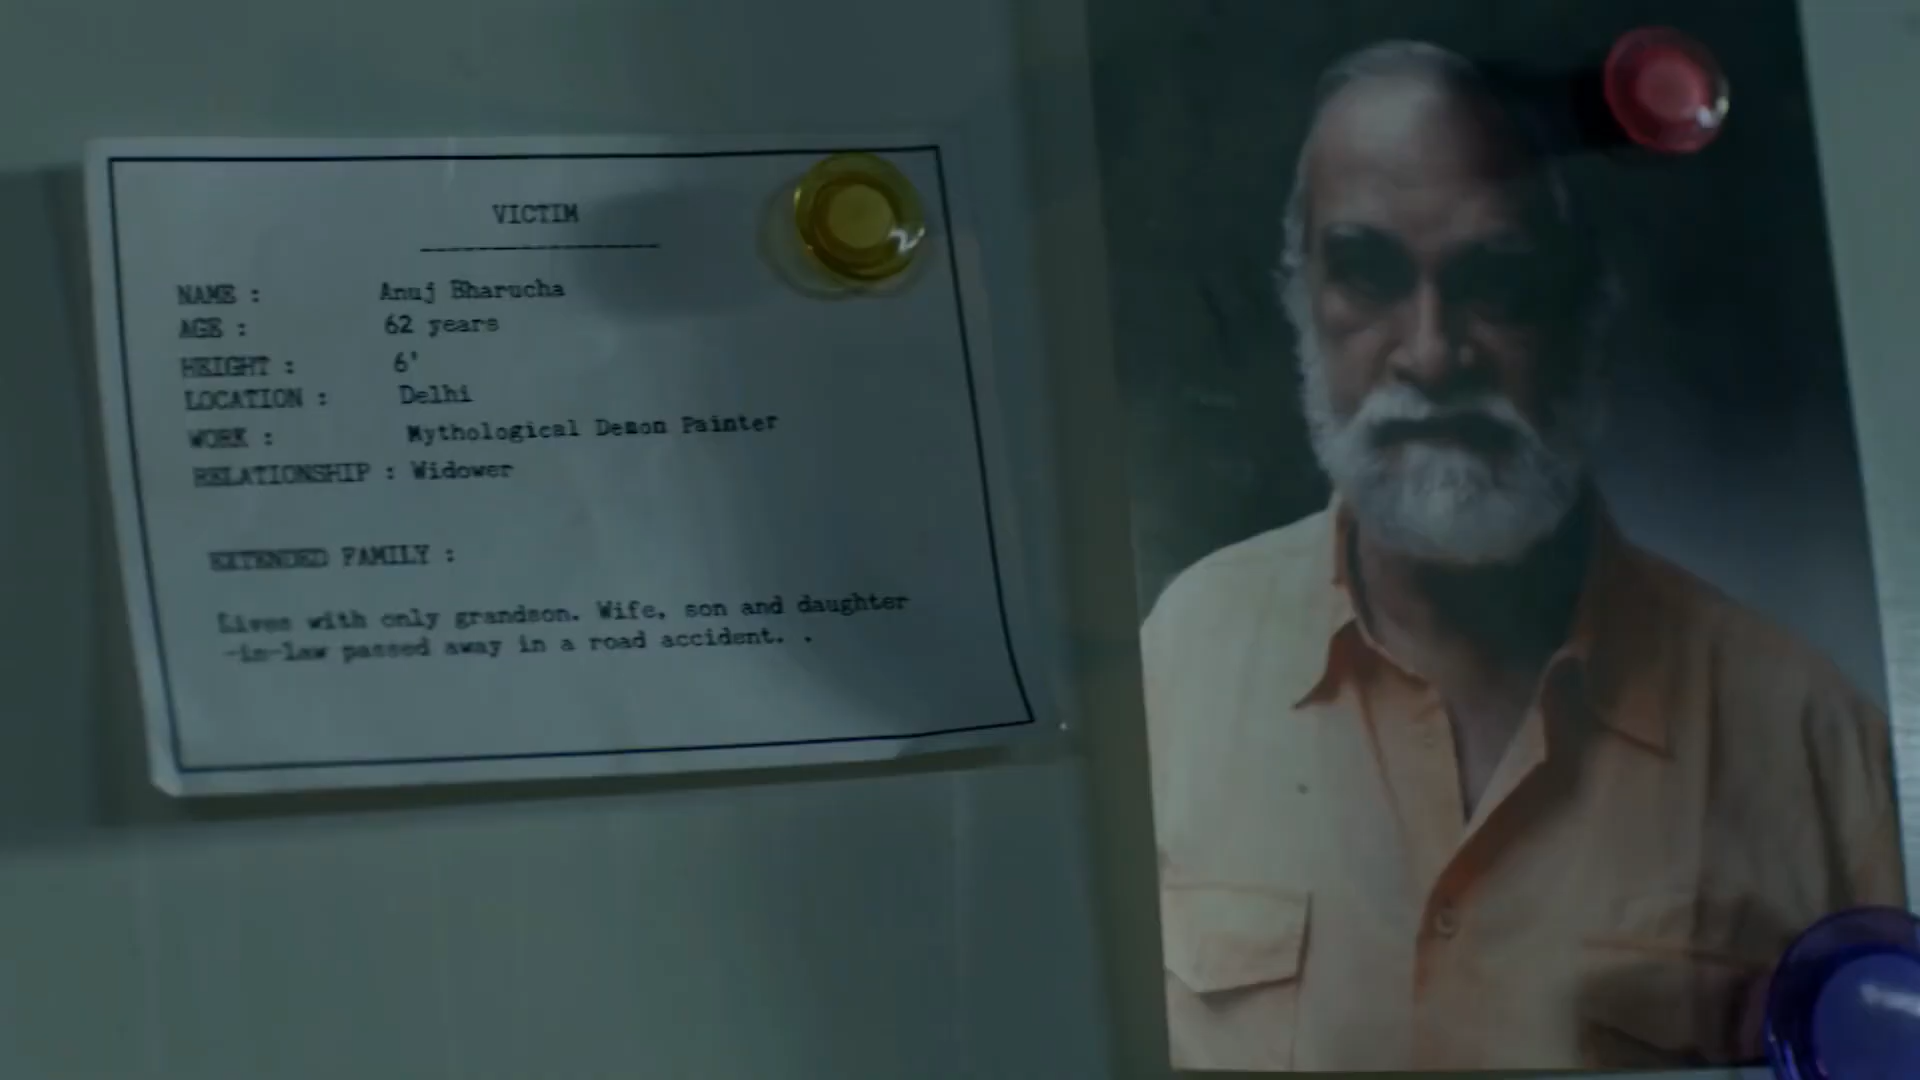 VICTIM
NAME : Anuj Bharucha
AGE : 62 years
HEIGHT : 6'
LOCATION : Delhi
WORK : Mythological Demon Painter
RELATIONSHIP : Widower
EXTENDED FAMILY :
Lives with only grandson. Wife, son and daughter
-in-law passed away in a road accident. .